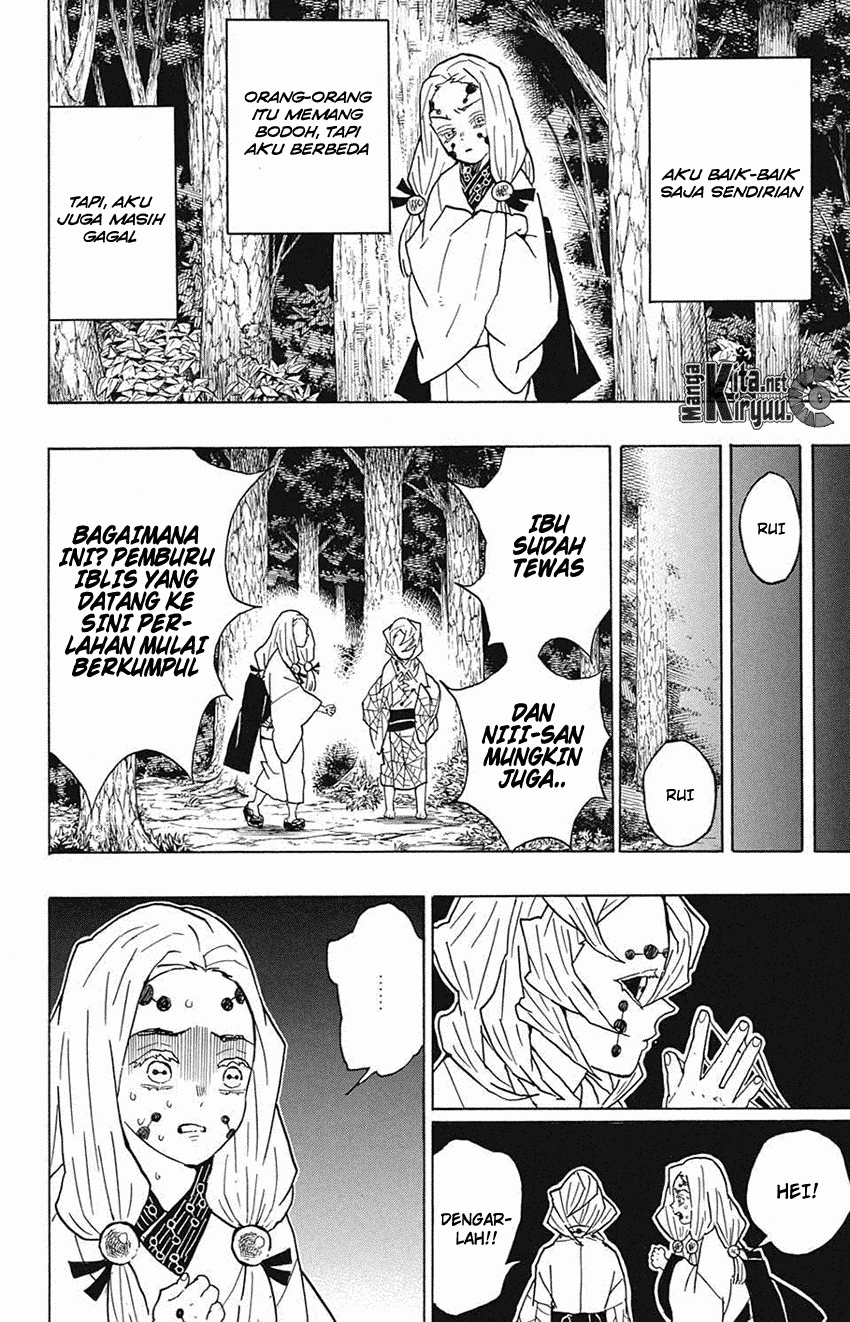 AKU BAIK-BAIK
SAJA SENDIRIAN
ORANG-ORANG
ITU MEMANG
BODOH, TAPI
AKU BERBEDA
TAPI, AKU
JUGA MASIH
GAGAL
MangaKita.net
Kiryuu.CO
RUI
RUI
IBU
SUDAH
TEWAS
DAN
NIII-SAN
MUNGKIN
JUGA..
BAGAIMANA
INI? PEMBURU
IBLIS YANG
DATANG KE
SINI PER-
LAHAN MULAI
BERKUMPUL
HEI!
DENGAR-
LAH!!
......